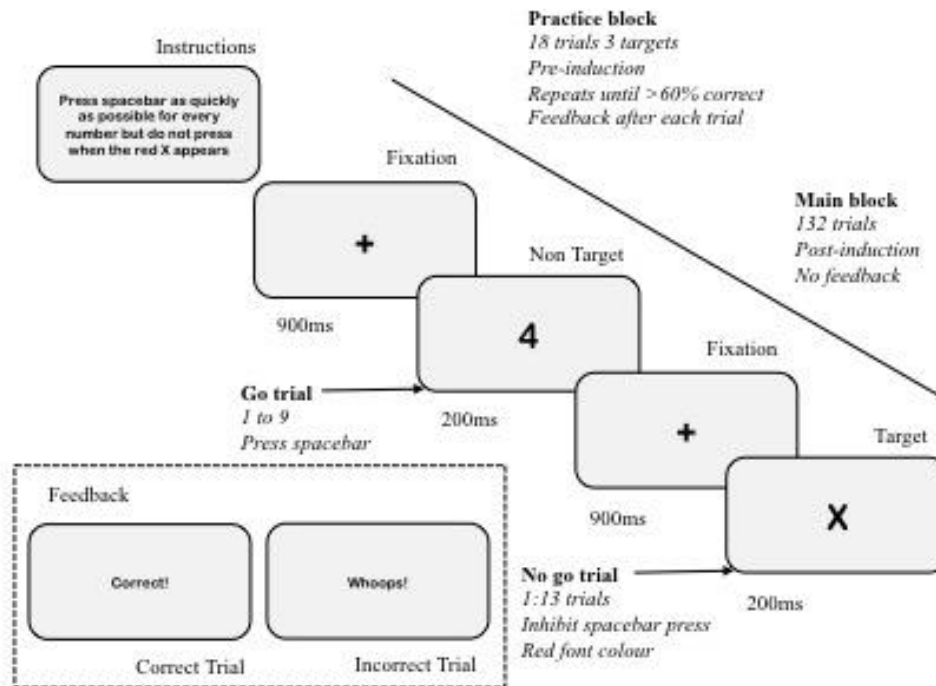 Instructions
Press spacebar as quickly
as possible for every
number but do not press
when the red X appears
Practice block
18 trials 3 targets
Pre-induction
Repeats until >60% correct
Feedback after each trial
Main block
132 trials
Post-induction
No feedback
Fixation
+
900ms
Non Target
4
200ms
Go trial
1 to 9
Press spacebar
Fixation
+
900ms
Target
X
200ms
No go trial
1:13 trials
Inhibit spacebar press
Red font colour
Feedback
Correct!
Whoops!
Correct Trial
Incorrect Trial